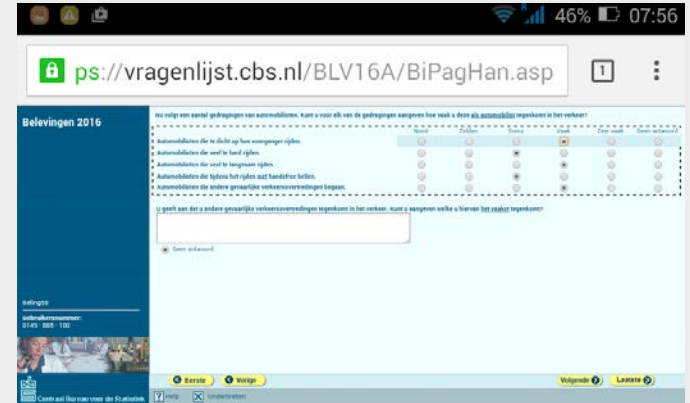 46% 07:56
ps://vragenlijst.cbs.nl/BLV16A/BiPagHan.asp 1
Belevingen 2016
Nu volgt een aantal gedragingen van automobilisten. Kunt u voor elk van de gedragingen aangeven hoe vaak u deze als automobilist tegenkomt in het verkeer?
Nooit Zelden Soms Vaak Zeer vaak Geen antwoord
Automobilisten die te dicht op hun voorganger rijden.
Automobilisten die veel te hard rijden.
Automobilisten die veel te langzaam rijden.
Automobilisten die tijdens het rijden niet handsfree bellen.
Automobilisten die andere gevaarlijke verkeersovertredingen begaan.
U geeft aan dat u andere gevaarlijke verkeersovertredingen tegenkomt in het verkeer. Kunt u aangeven welke u hiervan het vaakst tegenkomt?
Geen antwoord
Gebruikersnummer:
Eerste Vorige Volgende Laatste
Centraal Bureau voor de Statistiek
Help Onderbreken